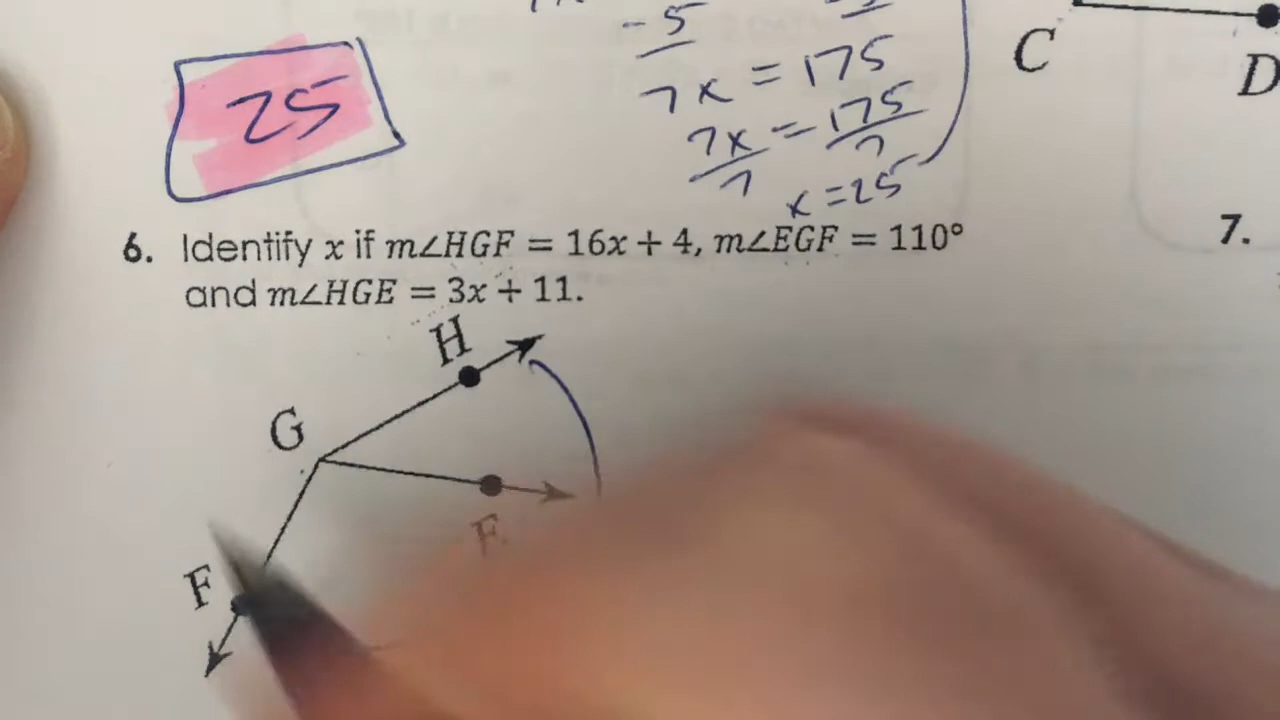 - 5
7x = 175
7x/7 = 175/7
x = 25
25
6. Identify x if m∠HGF = 16x + 4, m∠EGF = 110°
and m∠HGE = 3x + 11.
7.
C
D
H
G
E
F